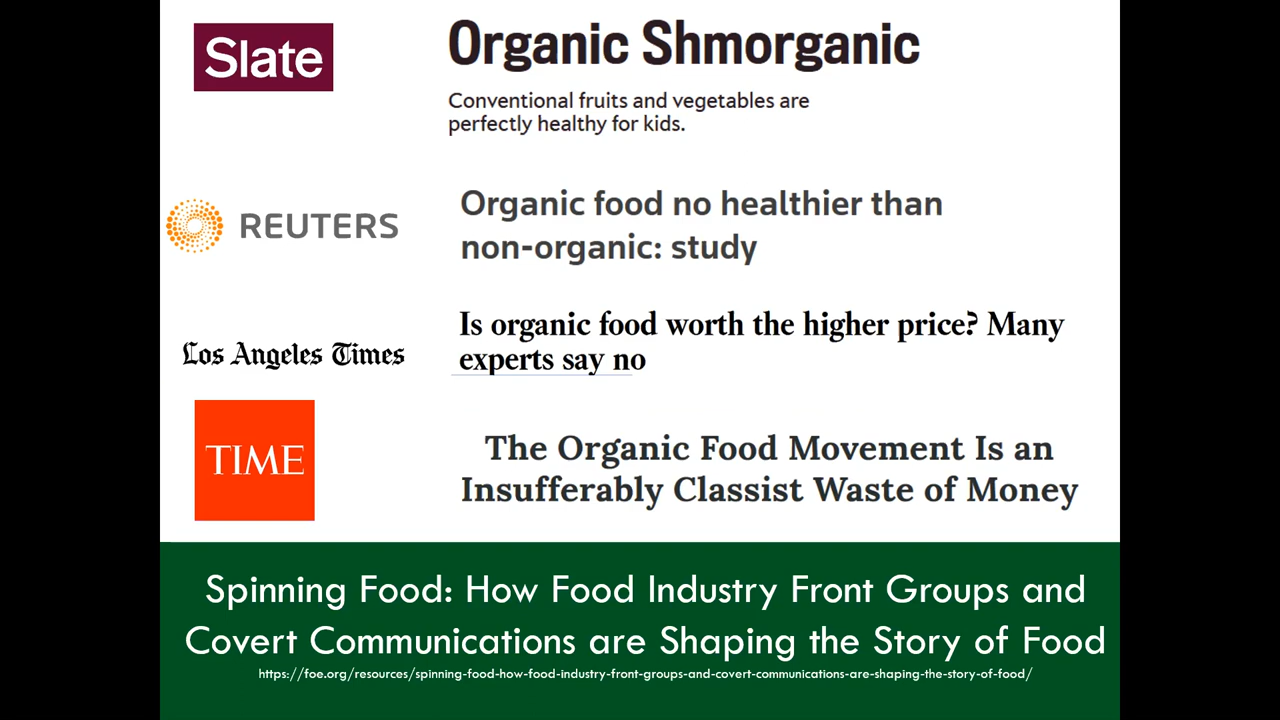 Slate
Organic Shmorganic
Conventional fruits and vegetables are
perfectly healthy for kids.
REUTERS
Organic food no healthier than
non-organic: study
Los Angeles Times
Is organic food worth the higher price? Many
experts say no
TIME
The Organic Food Movement Is an
Insufferably Classist Waste of Money
Spinning Food: How Food Industry Front Groups and
Covert Communications are Shaping the Story of Food
https://foe.org/resources/spinning-food-how-food-industry-front-groups-and-covert-communications-are-shaping-the-story-of-food/